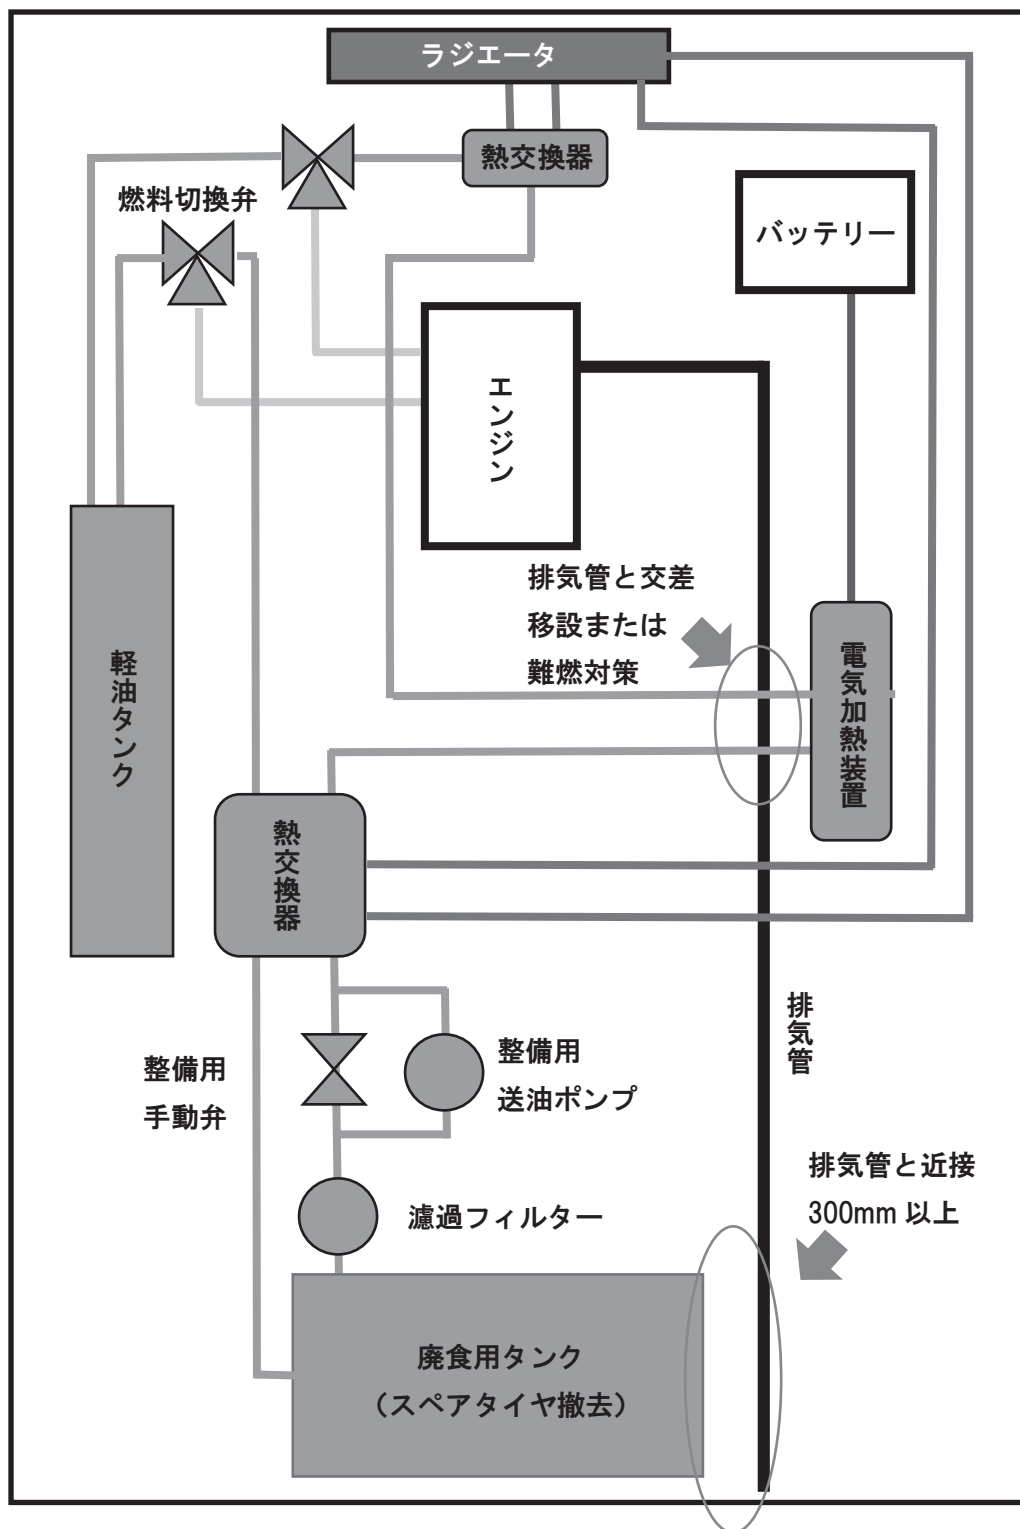 ラジエータ
熱交換器
燃料切換弁
バッテリー
エンジン
排気管と交差
移設または
難燃対策
電気加熱装置
軽油タンク
熱交換器
排気管
整備用
手動弁
整備用
送油ポンプ
排気管と近接
300mm 以上
濾過フィルター
廃食用タンク
（スペアタイヤ撤去）